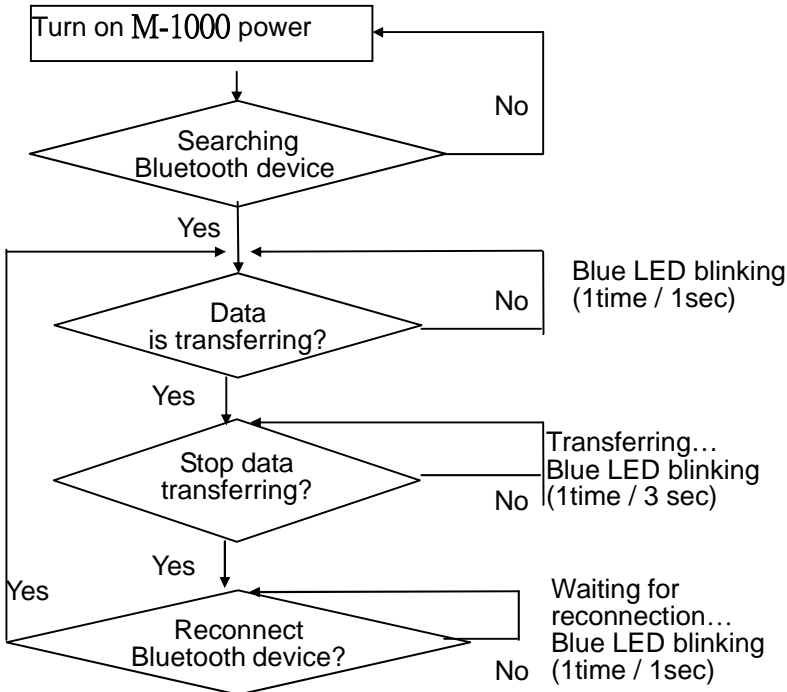 Turn on M-1000 power
No
Searching
Bluetooth device
Yes
Blue LED blinking
(1time / 1sec)
No
Data
is transferring?
Yes
Transferring…
Blue LED blinking
(1time / 3 sec)
Stop data
transferring?
No
Yes
Yes
Waiting for
reconnection…
Blue LED blinking
(1time / 1sec)
Reconnect
Bluetooth device?
No